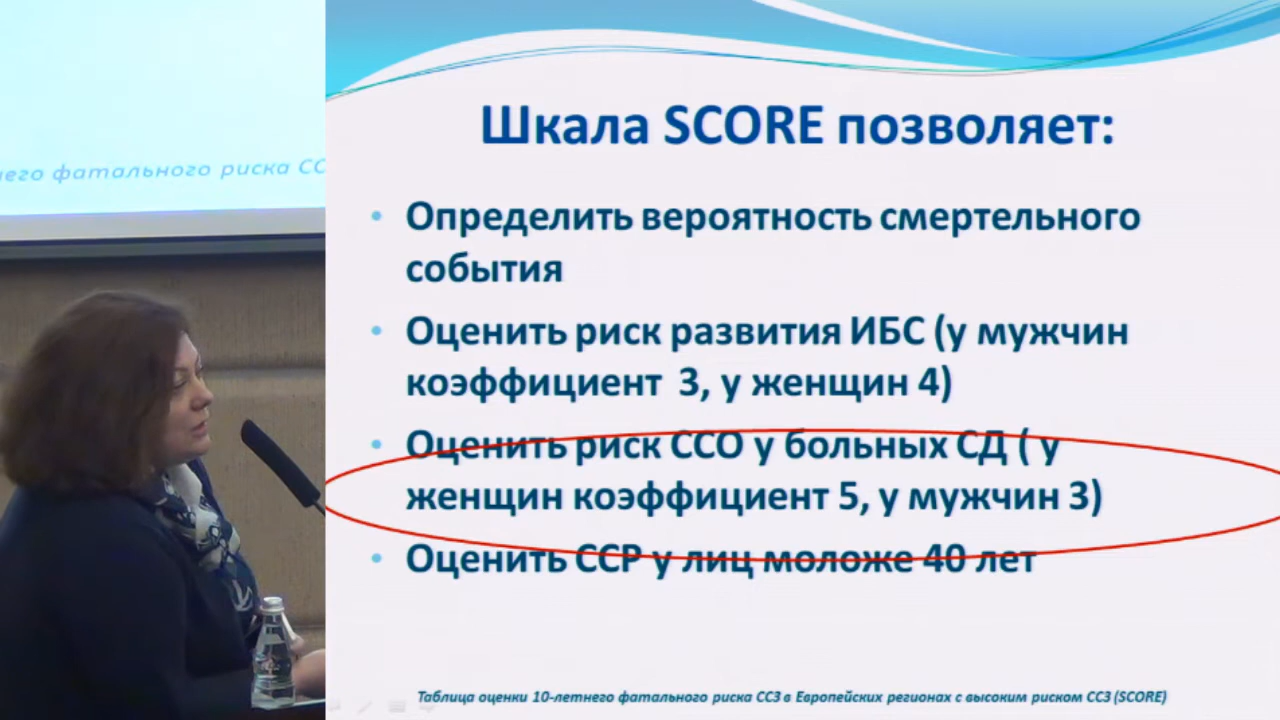 него фатального риска СС
Шкала SCORE позволяет:
• Определить вероятность смертельного
события
• Оценить риск развития ИБС (у мужчин
коэффициент 3, у женщин 4)
• Оценить риск ССО у больных СД ( у
женщин коэффициент 5, у мужчин 3)
• Оценить ССР у лиц моложе 40 лет
Таблица оценки 10-летнего фатального риска ССЗ в Европейских регионах с высоким риском ССЗ (SCORE)